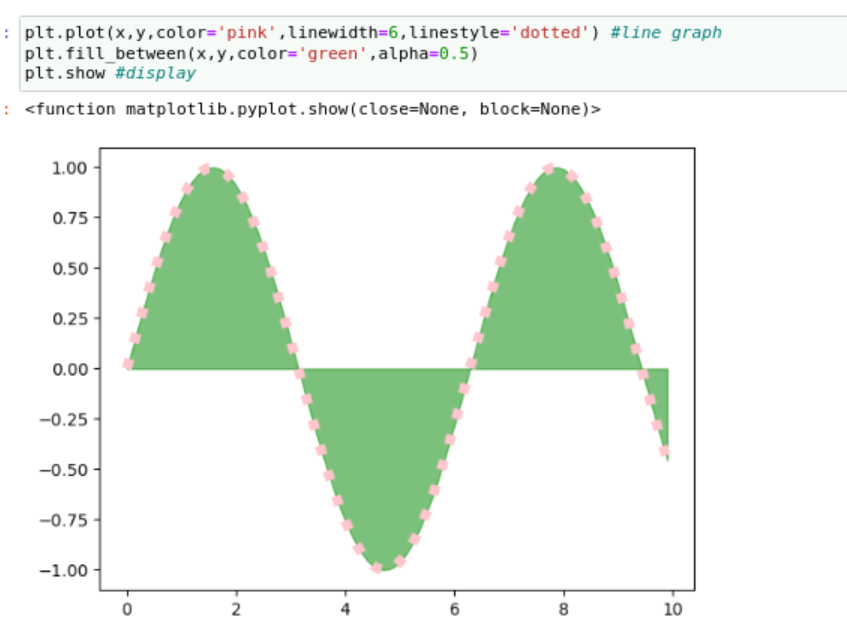 : plt.plot(x,y,color='pink',linewidth=6,linestyle='dotted') #line graph
plt.fill_between(x,y,color='green',alpha=0.5)
plt.show #display
: <function matplotlib.pyplot.show(close=None, block=None)>
1.00
0.75
0.50
0.25
0.00
−0.25
−0.50
−0.75
−1.00
0 2 4 6 8 10